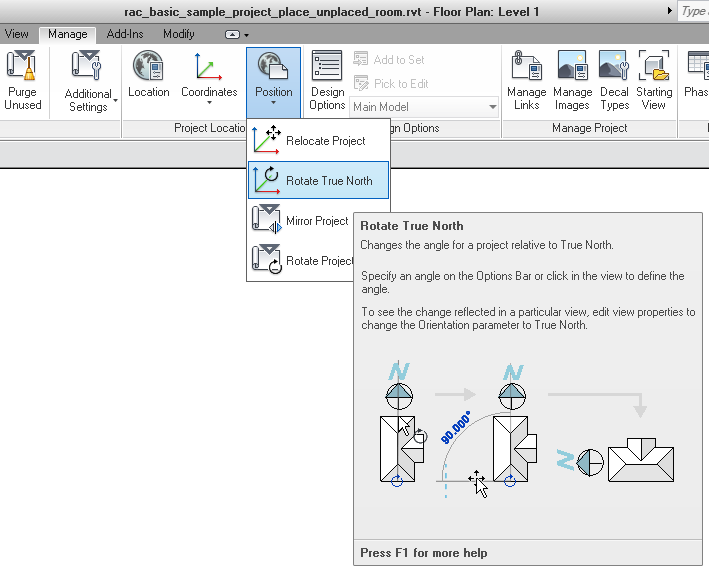 rac_basic_sample_project_place_unplaced_room.rvt - Floor Plan: Level 1
Type
View Manage Add-Ins Modify
Purge Unused
Additional Settings
Location
Coordinates
Position
Design Options
Add to Set
Pick to Edit
Main Model
Manage Links
Manage Images
Decal Types
Starting View
Phas
Project Locatio
gn Options
Manage Project
Relocate Project
Rotate True North
Mirror Project
Rotate Project
Rotate True North
Changes the angle for a project relative to True North.
Specify an angle on the Options Bar or click in the view to define the
angle.
To see the change reflected in a particular view, edit view properties to
change the Orientation parameter to True North.
N
N
90.000°
N
Press F1 for more help